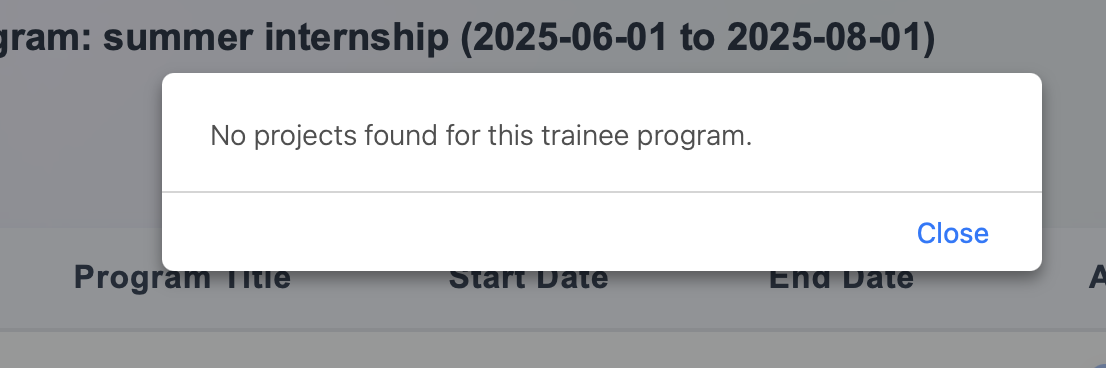 gram: summer internship (2025-06-01 to 2025-08-01)
No projects found for this trainee program.
Close
Program Title Start Date End Date A